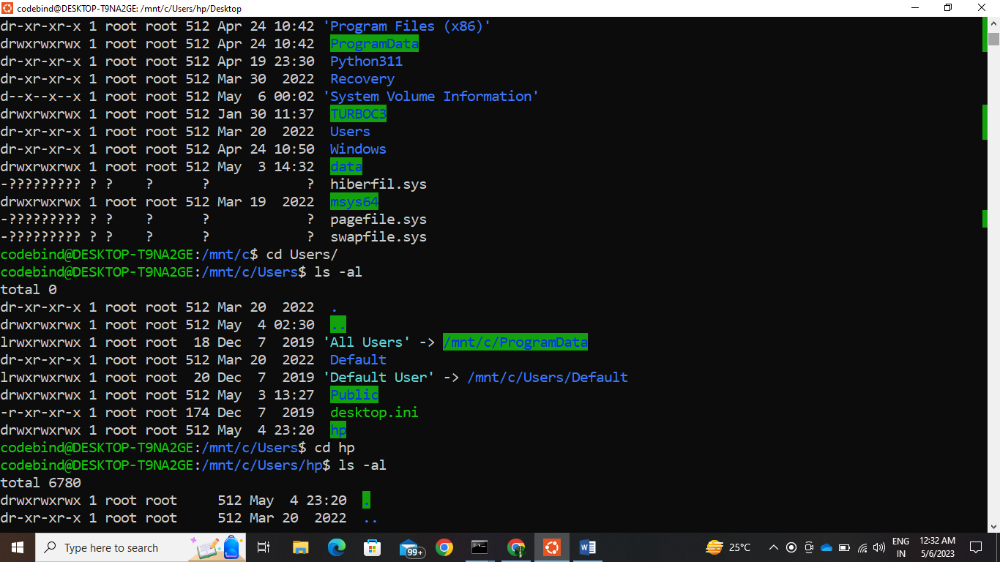 codebind@DESKTOP-T9NA2GE: /mnt/c/Users/hp/Desktop
dr-xr-xr-x 1 root root 512 Apr 24 10:42 'Program Files (x86)'
drwxrwxrwx 1 root root 512 Apr 24 10:42  ProgramData
dr-xr-xr-x 1 root root 512 Apr 19 23:30  Python311
dr-xr-xr-x 1 root root 512 Mar 30  2022  Recovery
d--x--x--x 1 root root 512 May  6 00:02 'System Volume Information'
drwxrwxrwx 1 root root 512 Jan 30 11:37  TURBOC3
dr-xr-xr-x 1 root root 512 Mar 20  2022  Users
dr-xr-xr-x 1 root root 512 Apr 24 10:50  Windows
drwxrwxrwx 1 root root 512 May  3 14:32  data
-????????? ? ?    ?      ?            ?  hiberfil.sys
drwxrwxrwx 1 root root 512 Mar 19  2022  msys64
-????????? ? ?    ?      ?            ?  pagefile.sys
-????????? ? ?    ?      ?            ?  swapfile.sys
codebind@DESKTOP-T9NA2GE:/mnt/c$ cd Users/
codebind@DESKTOP-T9NA2GE:/mnt/c/Users$ ls -al
total 0
dr-xr-xr-x 1 root root 512 Mar 20  2022  .
drwxrwxrwx 1 root root 512 May  4 02:30  ..
lrwxrwxrwx 1 root root  18 Dec  7  2019 'All Users' -> /mnt/c/ProgramData
dr-xr-xr-x 1 root root 512 Mar 20  2022  Default
lrwxrwxrwx 1 root root  20 Dec  7  2019 'Default User' -> /mnt/c/Users/Default
drwxrwxrwx 1 root root 512 May  3 13:27  Public
-r-xr-xr-x 1 root root 174 Dec  7  2019  desktop.ini
drwxrwxrwx 1 root root 512 May  4 23:20  hp
codebind@DESKTOP-T9NA2GE:/mnt/c/Users$ cd hp
codebind@DESKTOP-T9NA2GE:/mnt/c/Users/hp$ ls -al
total 6780
drwxrwxrwx 1 root root     512 May  4 23:20  .
dr-xr-xr-x 1 root root     512 Mar 20  2022  ..
Type here to search
99+
25°C
ENG
IN
12:32 AM
5/6/2023